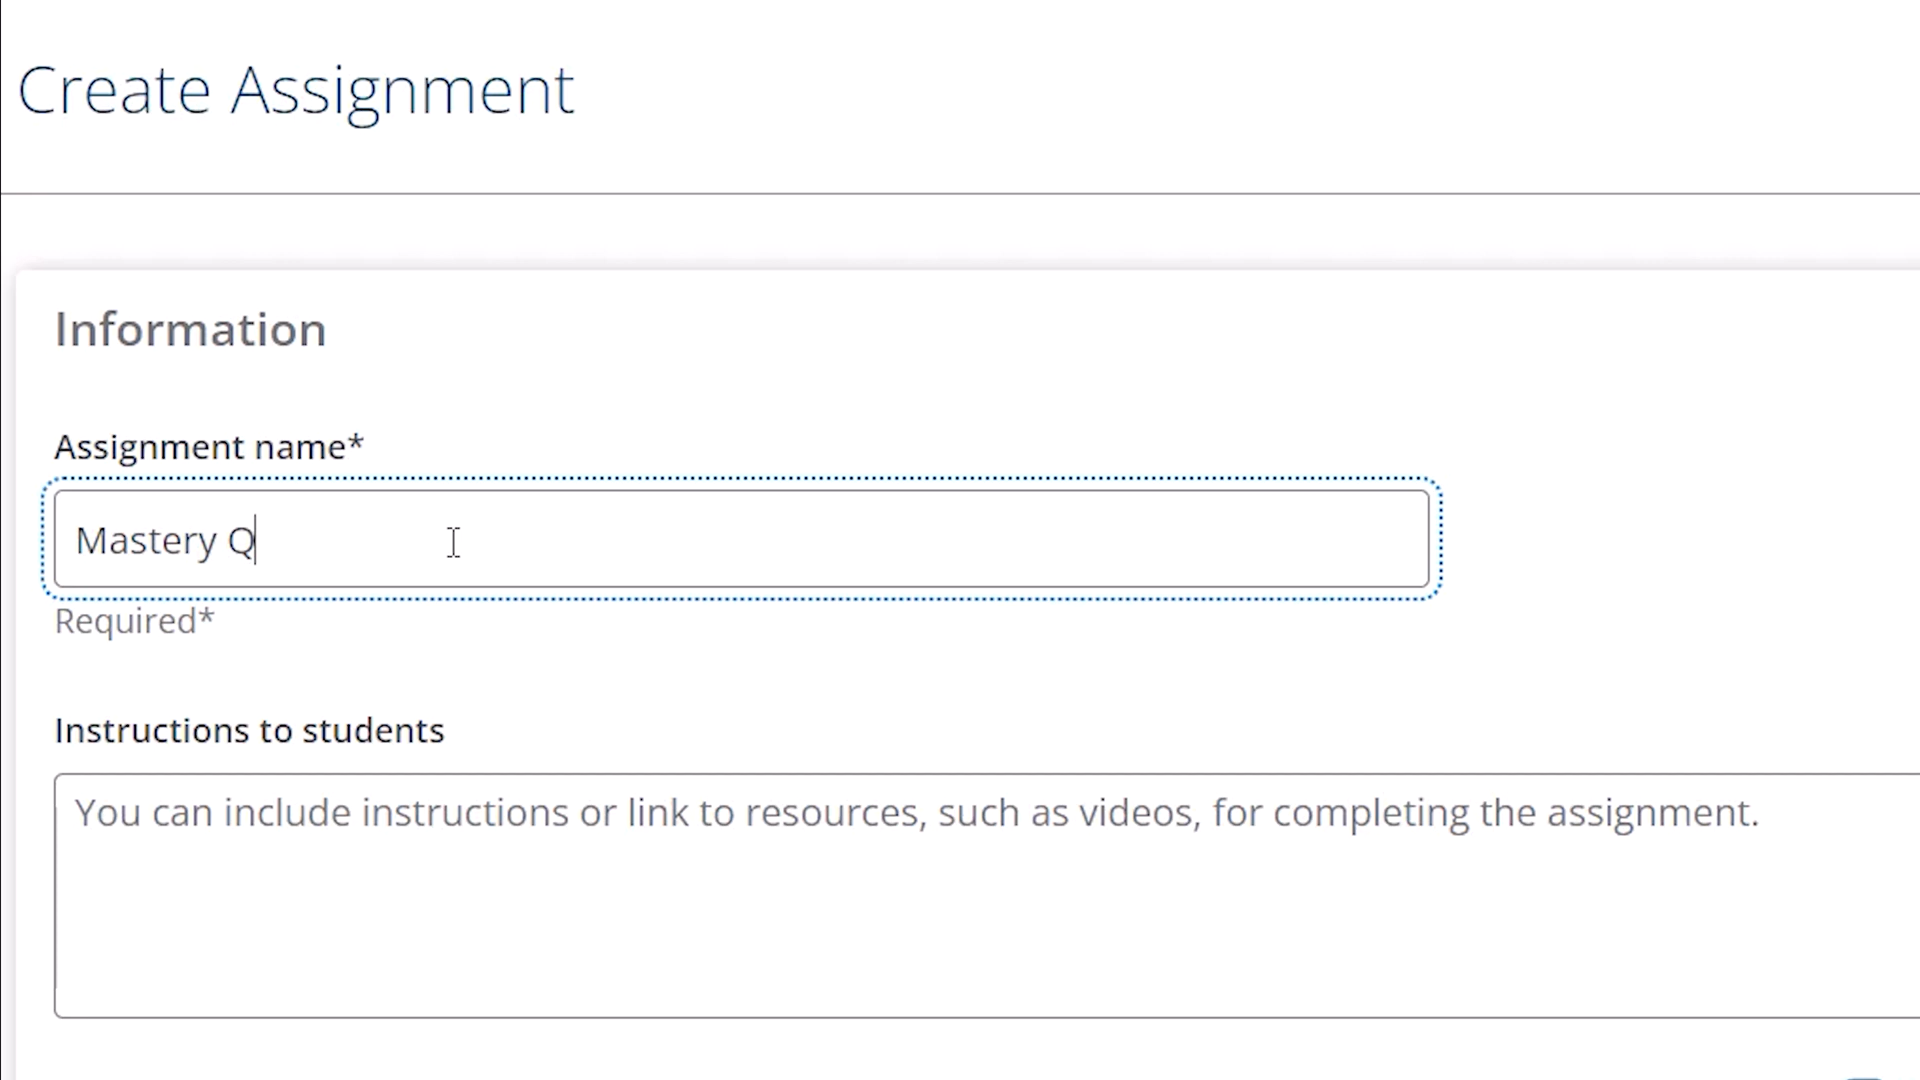 Create Assignment
Information
Assignment name*
Mastery Q
Required*
Instructions to students
You can include instructions or link to resources, such as videos, for completing the assignment.